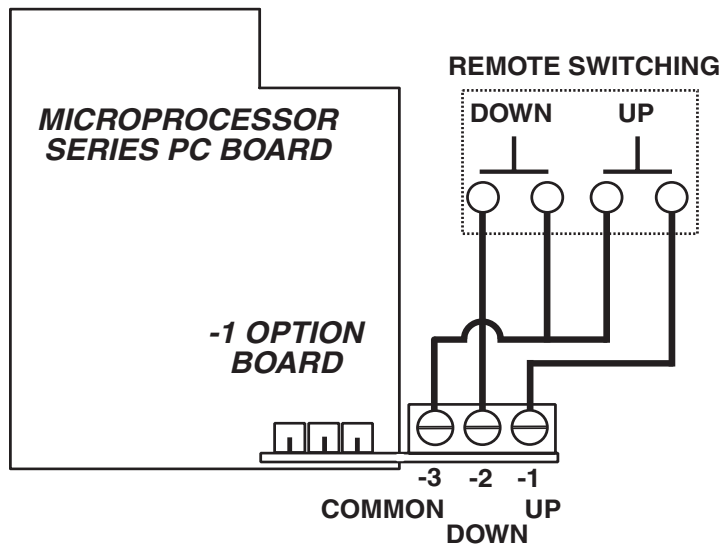 REMOTE SWITCHING
DOWN UP
MICROPROCESSOR
SERIES PC BOARD
-1 OPTION
BOARD
-3 -2 -1
COMMON UP
DOWN